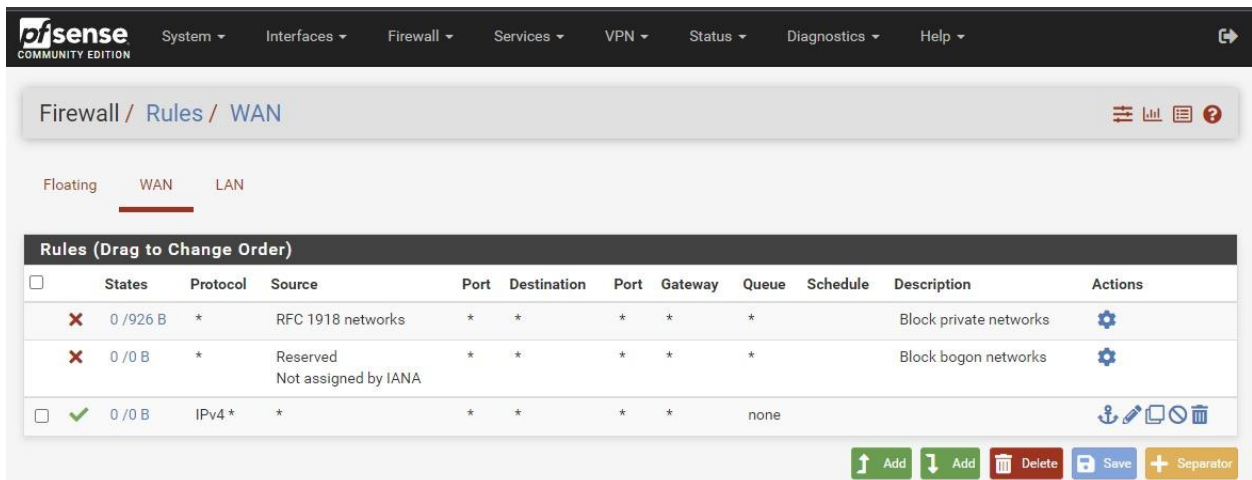 pfsense System Interfaces Firewall Services VPN Status Diagnostics Help
COMMUNITY EDITION
Firewall / Rules / WAN
Floating WAN LAN
Rules (Drag to Change Order)
States Protocol Source Port Destination Port Gateway Queue Schedule Description Actions
0 /926 B * RFC 1918 networks * * * * * Block private networks
0 /0 B * Reserved * * * * * Block bogon networks
Not assigned by IANA
0 /0 B IPv4 * * * * * * none
Add Add Delete Save Separator